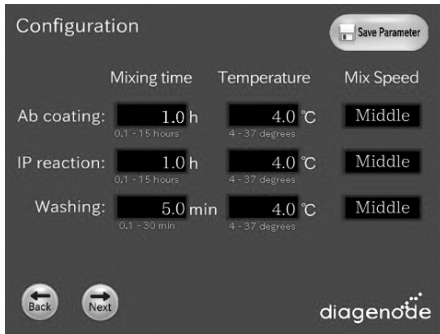 Configuration
Save Parameter
Mixing time Temperature Mix Speed
Ab coating: 1.0 h 4.0 °C Middle
0.1 - 15 hours 4 - 37 degrees
IP reaction: 1.0 h 4.0 °C Middle
0.1 - 15 hours 4 - 37 degrees
Washing: 5.0 min 4.0 °C Middle
0.1 - 30 min 4 - 37 degrees
Back Next
diagenode